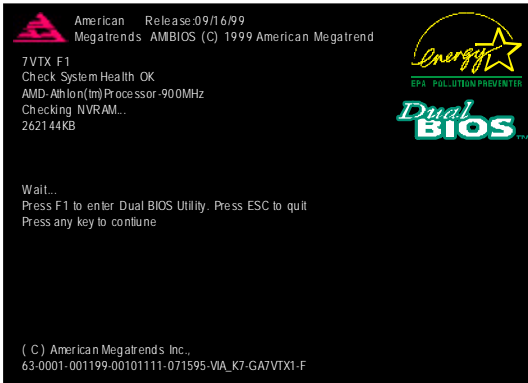 American Release:09/16/99
Megatrends AMIBIOS (C) 1999 American Megatrend
7VTX F1
Check System Health OK
AMD-Athlon(tm)Processor-900MHz
Checking NVRAM...
262144KB
energy
EPA POLLUTION PREVENTER
Dual
BIOS TM
Wait...
Press F1 to enter Dual BIOS Utility. Press ESC to quit
Press any key to contiune
( C ) American Megatrends Inc.,
63-0001-001199-00101111-071595-VIA_K7-GA7VTX1-F